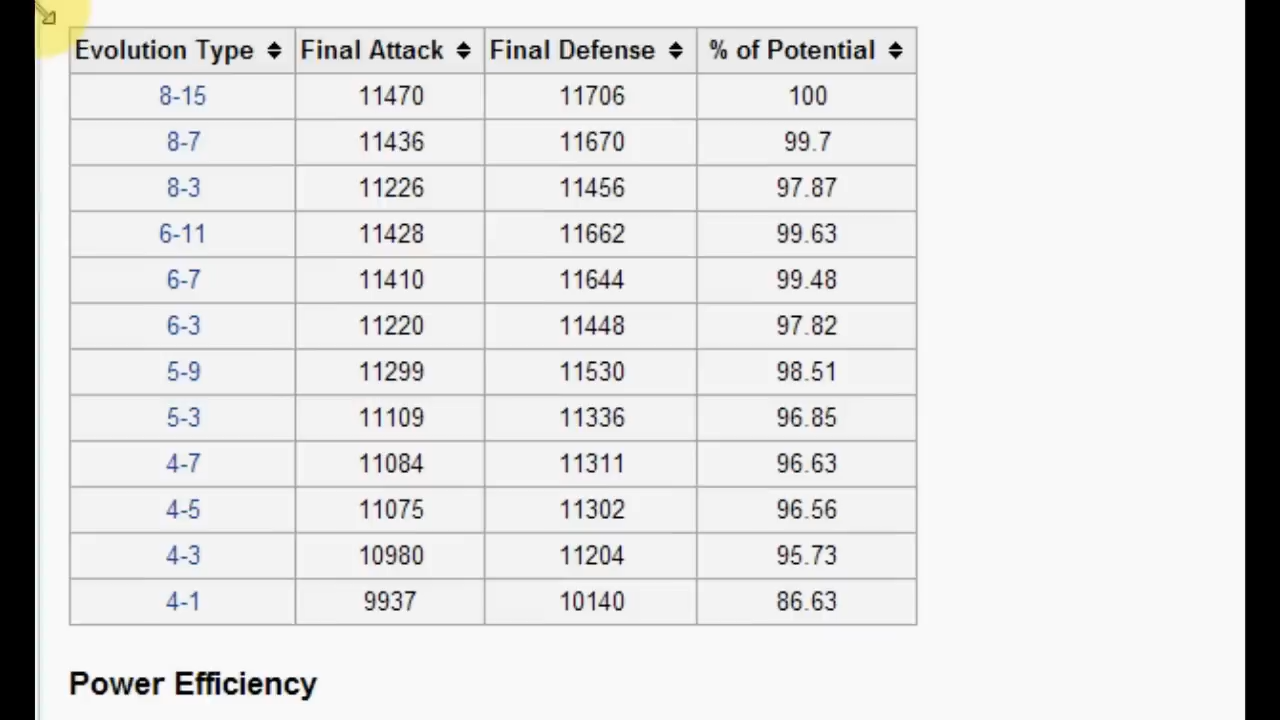 Evolution Type Final Attack Final Defense % of Potential
8-15 11470 11706 100
8-7 11436 11670 99.7
8-3 11226 11456 97.87
6-11 11428 11662 99.63
6-7 11410 11644 99.48
6-3 11220 11448 97.82
5-9 11299 11530 98.51
5-3 11109 11336 96.85
4-7 11084 11311 96.63
4-5 11075 11302 96.56
4-3 10980 11204 95.73
4-1 9937 10140 86.63
Power Efficiency